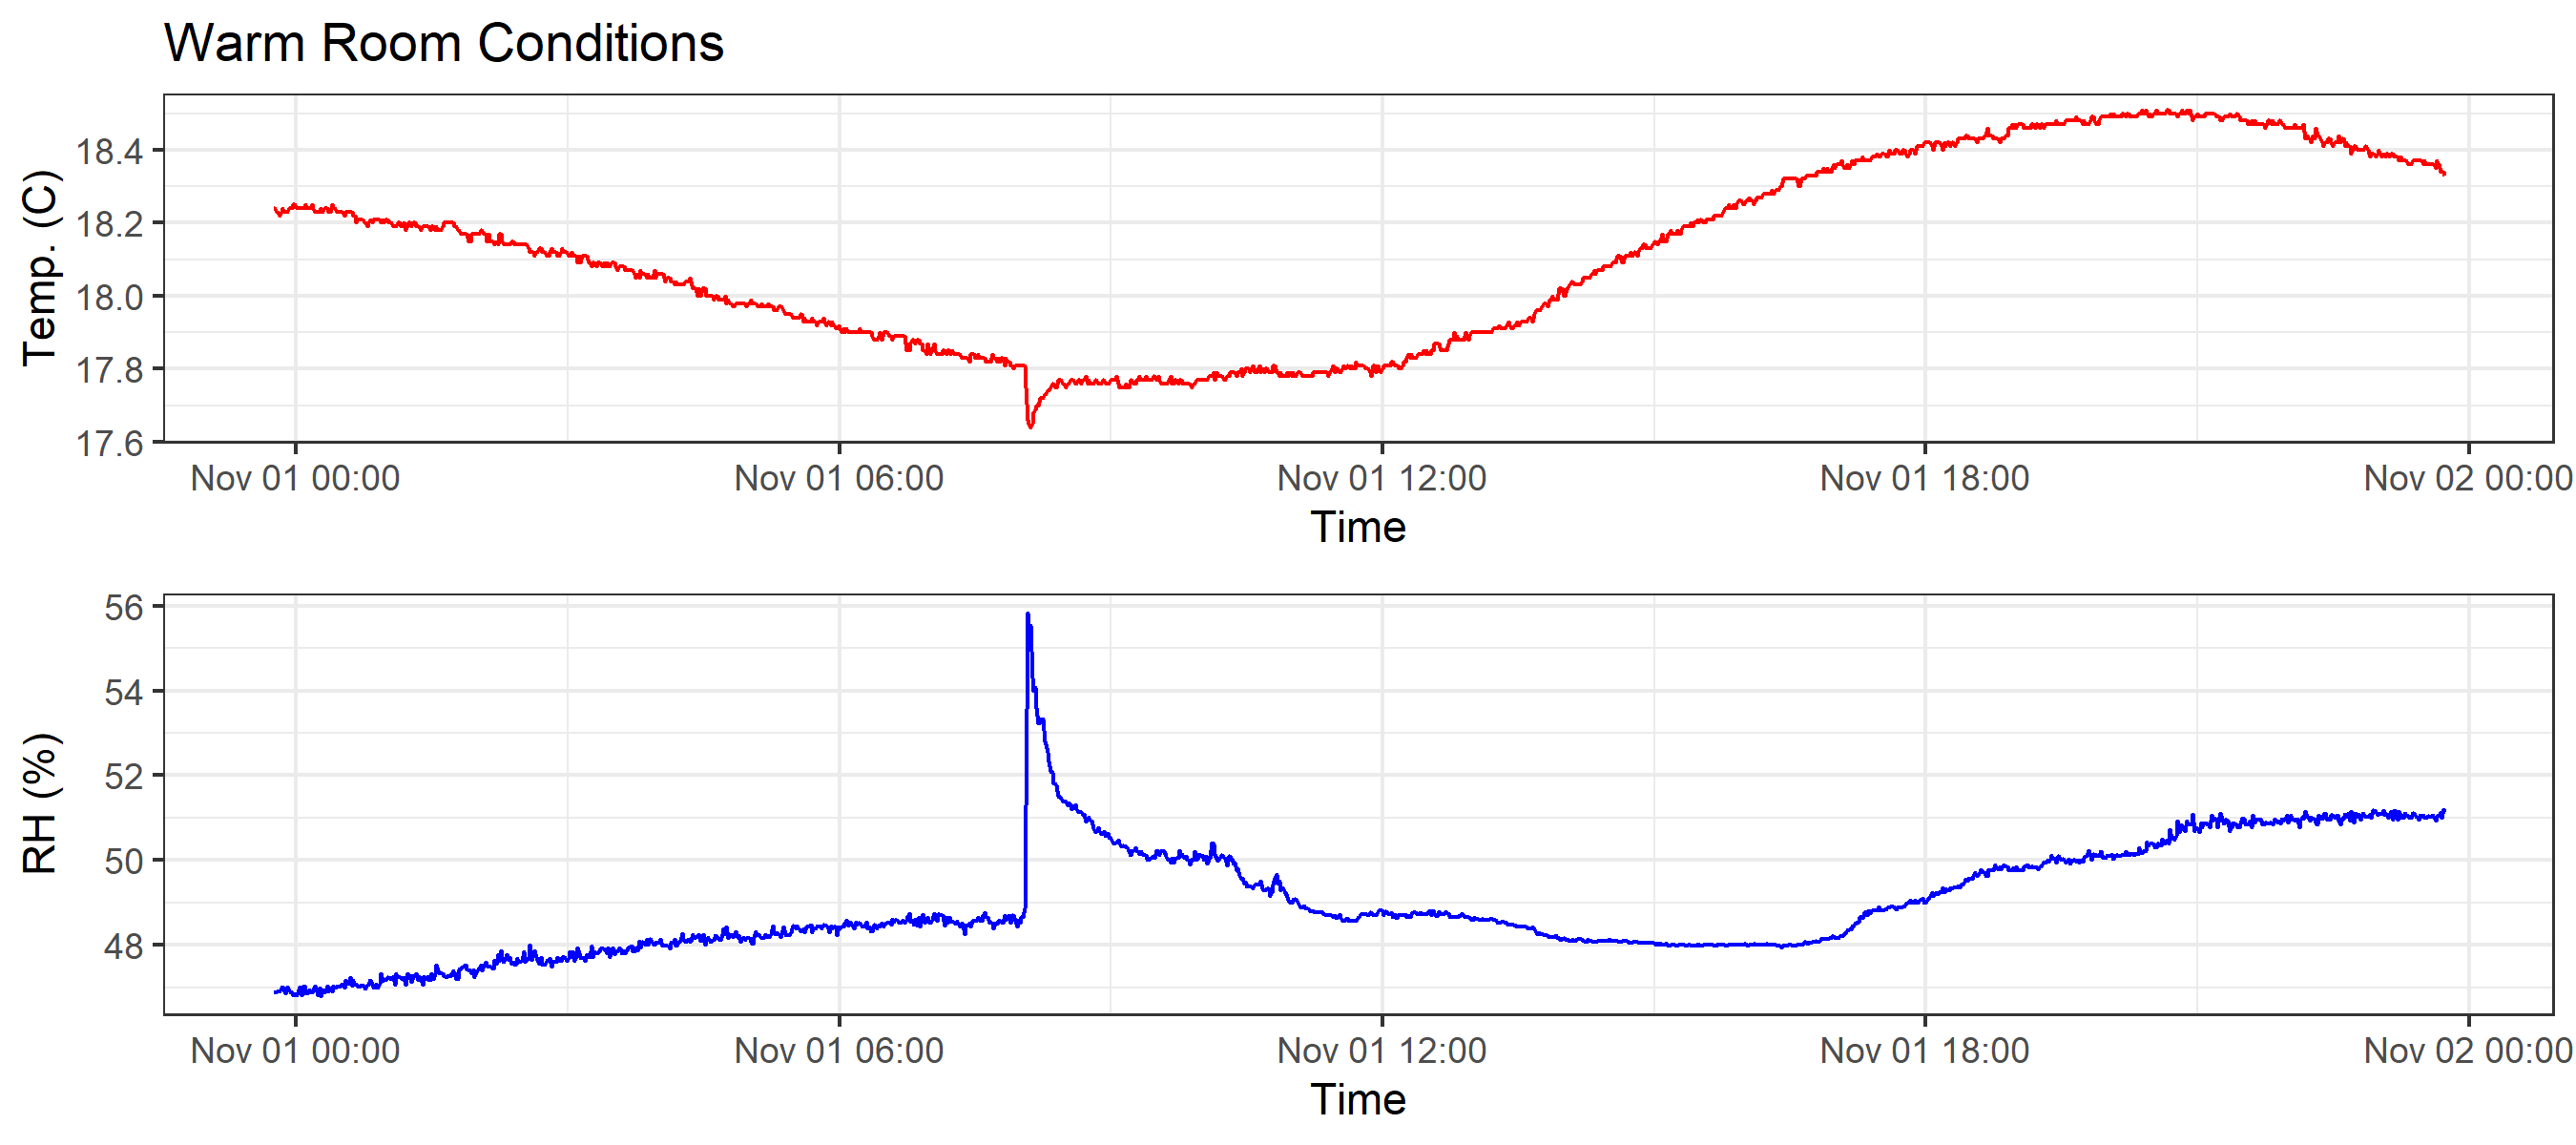 Warm Room Conditions
Temp. (C)
18.4
18.2
18.0
17.8
17.6
Nov 01 00:00 Nov 01 06:00 Nov 01 12:00 Nov 01 18:00 Nov 02 00:00
Time
RH (%)
56
54
52
50
48
Nov 01 00:00 Nov 01 06:00 Nov 01 12:00 Nov 01 18:00 Nov 02 00:00
Time